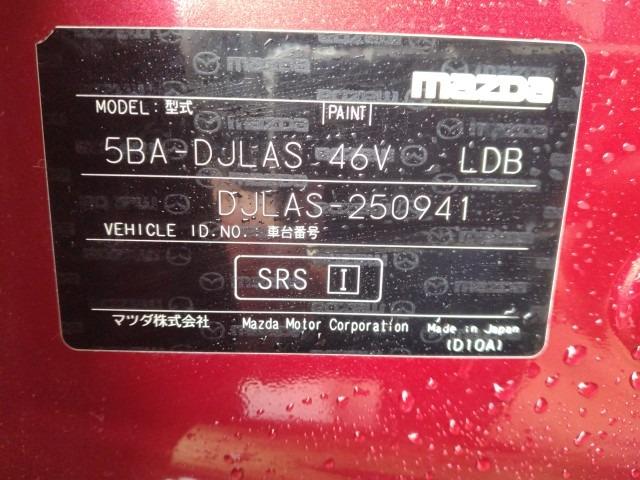 mazda
MODEL: 型式 PAINT
5BA-DJLAS 46V LDB
DJLAS-250941
VEHICLE ID.NO.: 車台番号
SRS I
マツダ株式会社 Mazda Motor Corporation Made in Japan
(D10A)